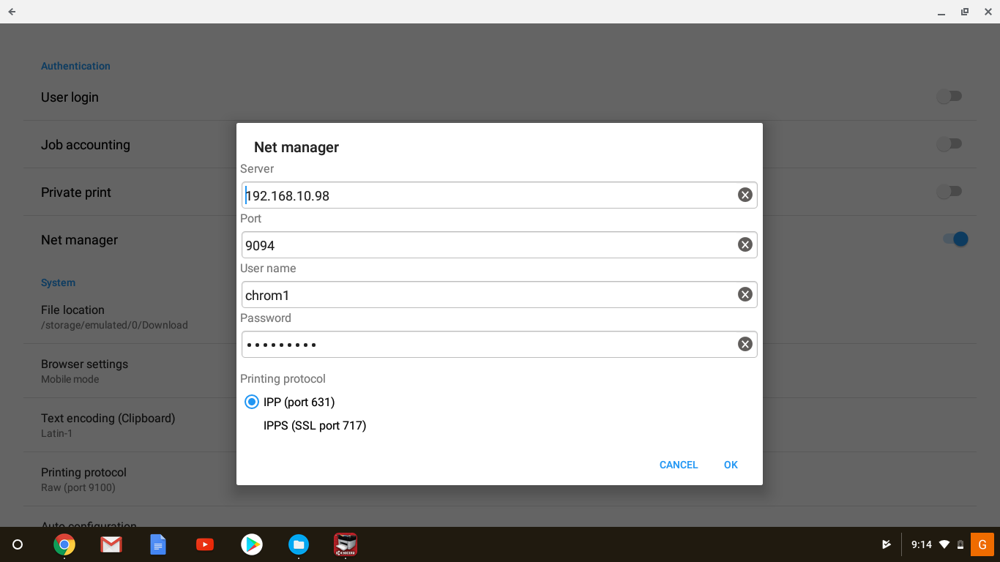 Authentication
User login
Job accounting
Private print
Net manager
System
File location
/storage/emulated/0/Download
Browser settings
Mobile mode
Text encoding (Clipboard)
Latin-1
Printing protocol
Raw (port 9100)
Auto configuration
Net manager
Server
192.168.10.98
Port
9094
User name
chrom1
Password
•••••••••
Printing protocol
IPP (port 631)
IPPS (SSL port 717)
CANCEL OK
KYOCERA
9:14
G